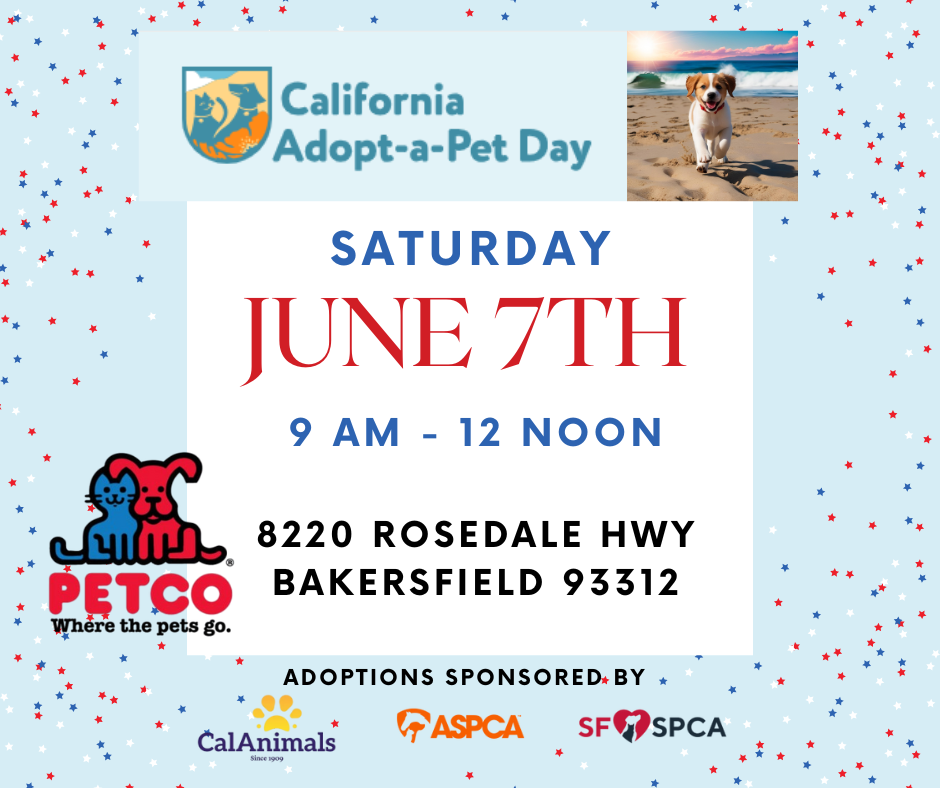 California
Adopt-a-Pet Day
SATURDAY
JUNE 7TH
9 AM - 12 NOON
8220 ROSEDALE HWY
BAKERSFIELD 93312
PETCO®
Where the pets go.
ADOPTIONS SPONSORED BY
CalAnimals
Since 1909
ASPCA
SF SPCA